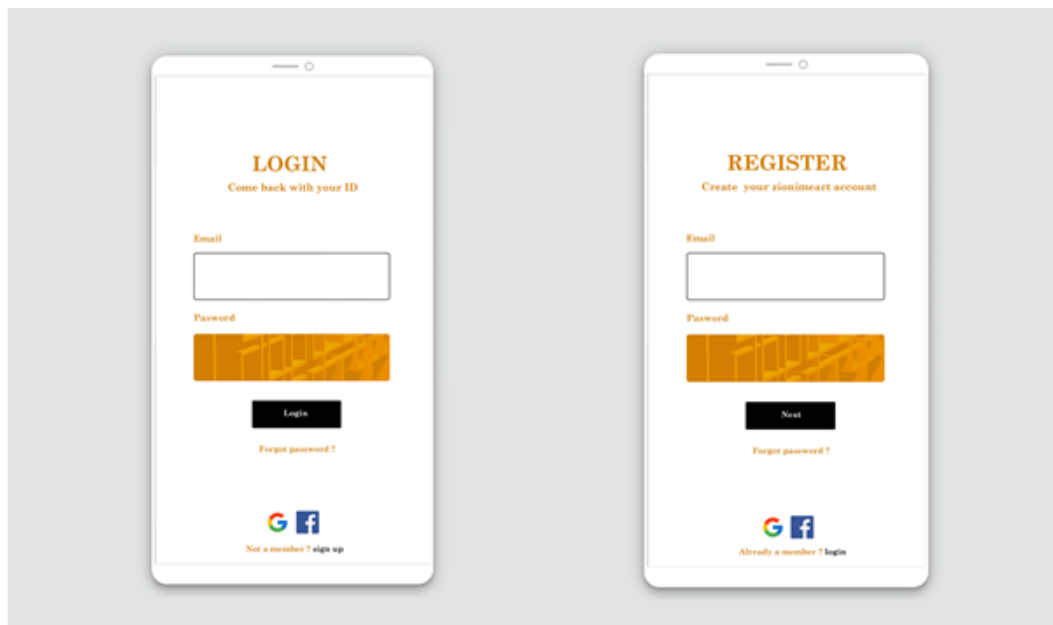 LOGIN
Come back with your ID
Email
Pasword
Login
Forgot password ?
Not a member ? sign up
REGISTER
Create your zionimeart account
Email
Password
Next
Forgot password ?
Already a member ? login